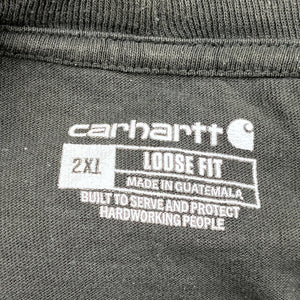 carhartt
2XL LOOSE FIT
MADE IN GUATEMALA
BUILT TO SERVE AND PROTECT
HARDWORKING PEOPLE